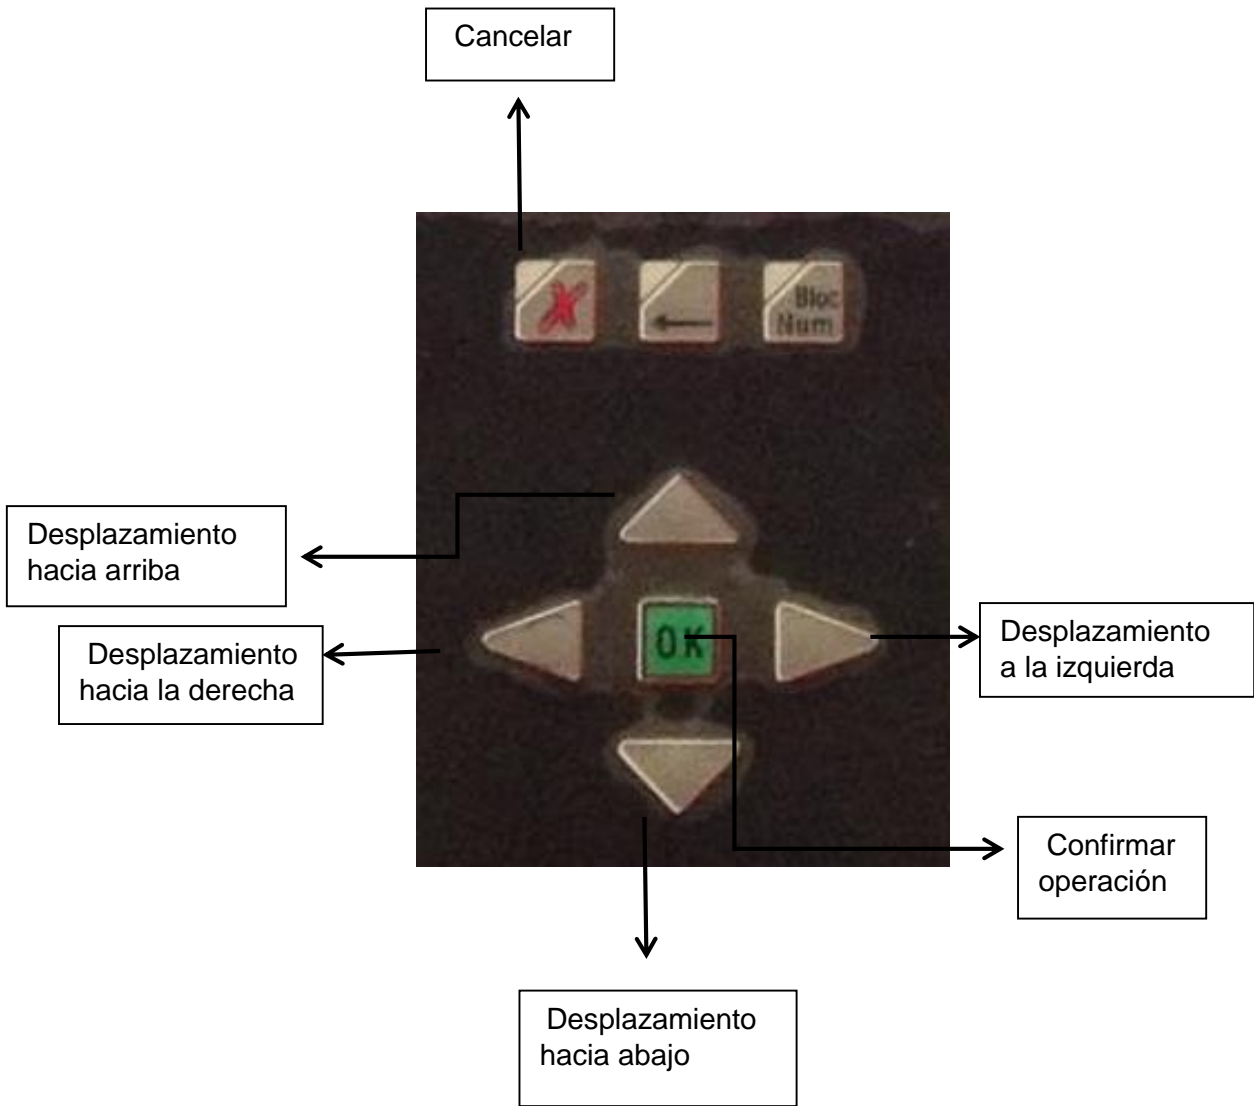 Cancelar
Bloc
Num
Desplazamiento
hacia arriba
OK
Desplazamiento
hacia la derecha
Desplazamiento
a la izquierda
Confirmar
operación
Desplazamiento
hacia abajo